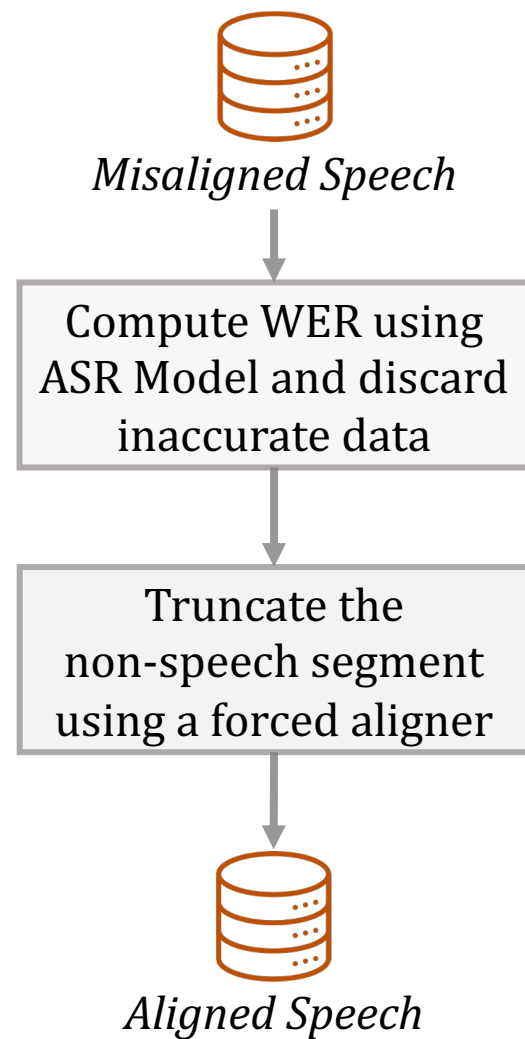 Misaligned Speech
Compute WER using
ASR Model and discard
inaccurate data
Truncate the
non-speech segment
using a forced aligner
Aligned Speech